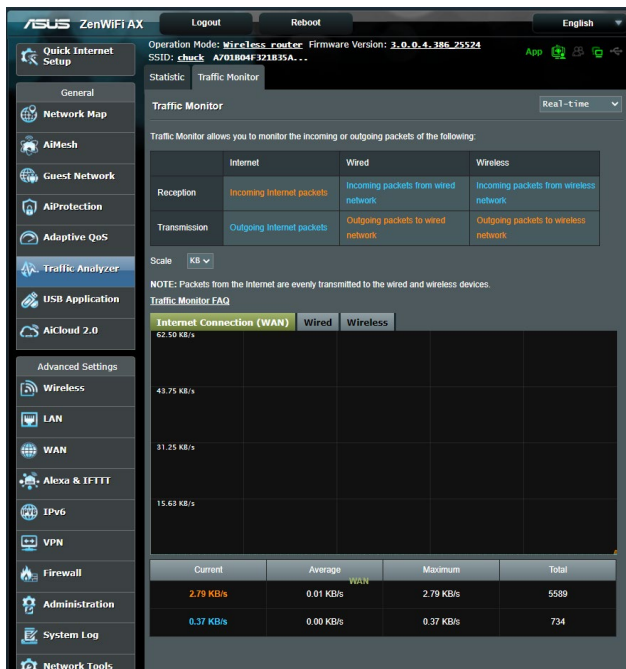 ASUS ZenWiFi AX Logout Reboot English
Quick Internet Setup
Operation Mode: Wireless router Firmware Version: 3.0.0.4.386_25524
SSID: chuck A701B04F321B35A...
App
Statistic Traffic Monitor
General
Network Map
AiMesh
Guest Network
AiProtection
Adaptive QoS
Traffic Analyzer
USB Application
AiCloud 2.0
Advanced Settings
Wireless
LAN
WAN
Alexa & IFTTT
IPv6
VPN
Firewall
Administration
System Log
Network Tools
Traffic Monitor Real-time
Traffic Monitor allows you to monitor the incoming or outgoing packets of the following:
Internet Wired Wireless
Reception Incoming Internet packets Incoming packets from wired network Incoming packets from wireless network
Transmission Outgoing Internet packets Outgoing packets to wired network Outgoing packets to wireless network
Scale KB
NOTE: Packets from the Internet are evenly transmitted to the wired and wireless devices.
Traffic Monitor FAQ
Internet Connection (WAN) Wired Wireless
62.50 KB/s
43.75 KB/s
31.25 KB/s
15.63 KB/s
Current Average Maximum Total
WAN
2.79 KB/s 0.01 KB/s 2.79 KB/s 5589
0.37 KB/s 0.00 KB/s 0.37 KB/s 734